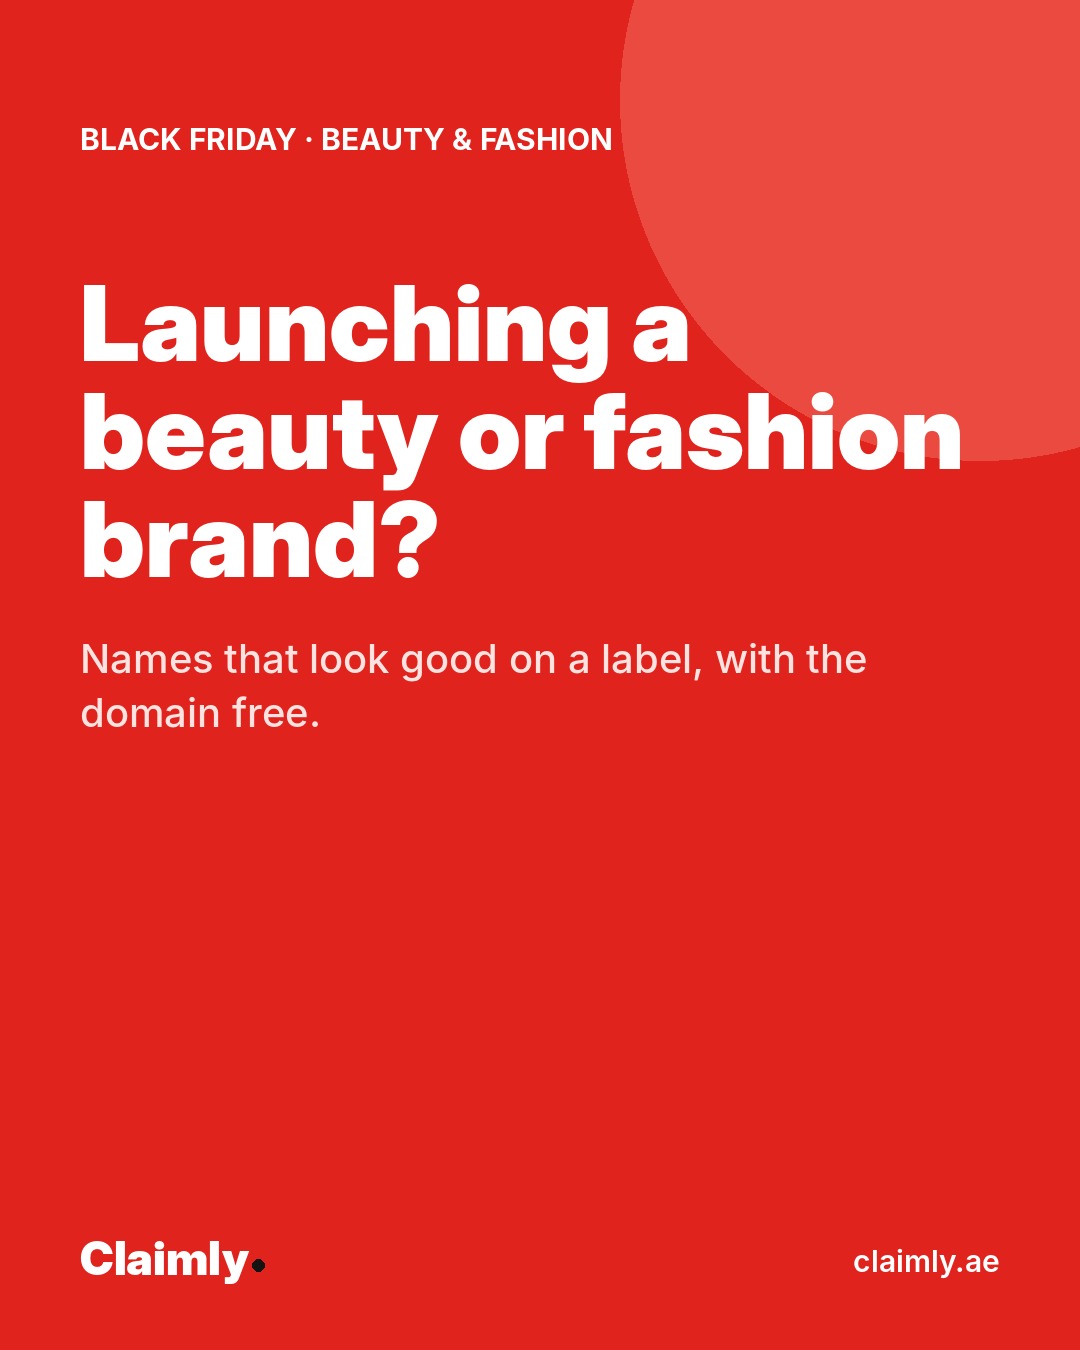 BLACK FRIDAY · BEAUTY & FASHION
Launching a
beauty or fashion
brand?
Names that look good on a label, with the
domain free.
Claimly.
claimly.ae